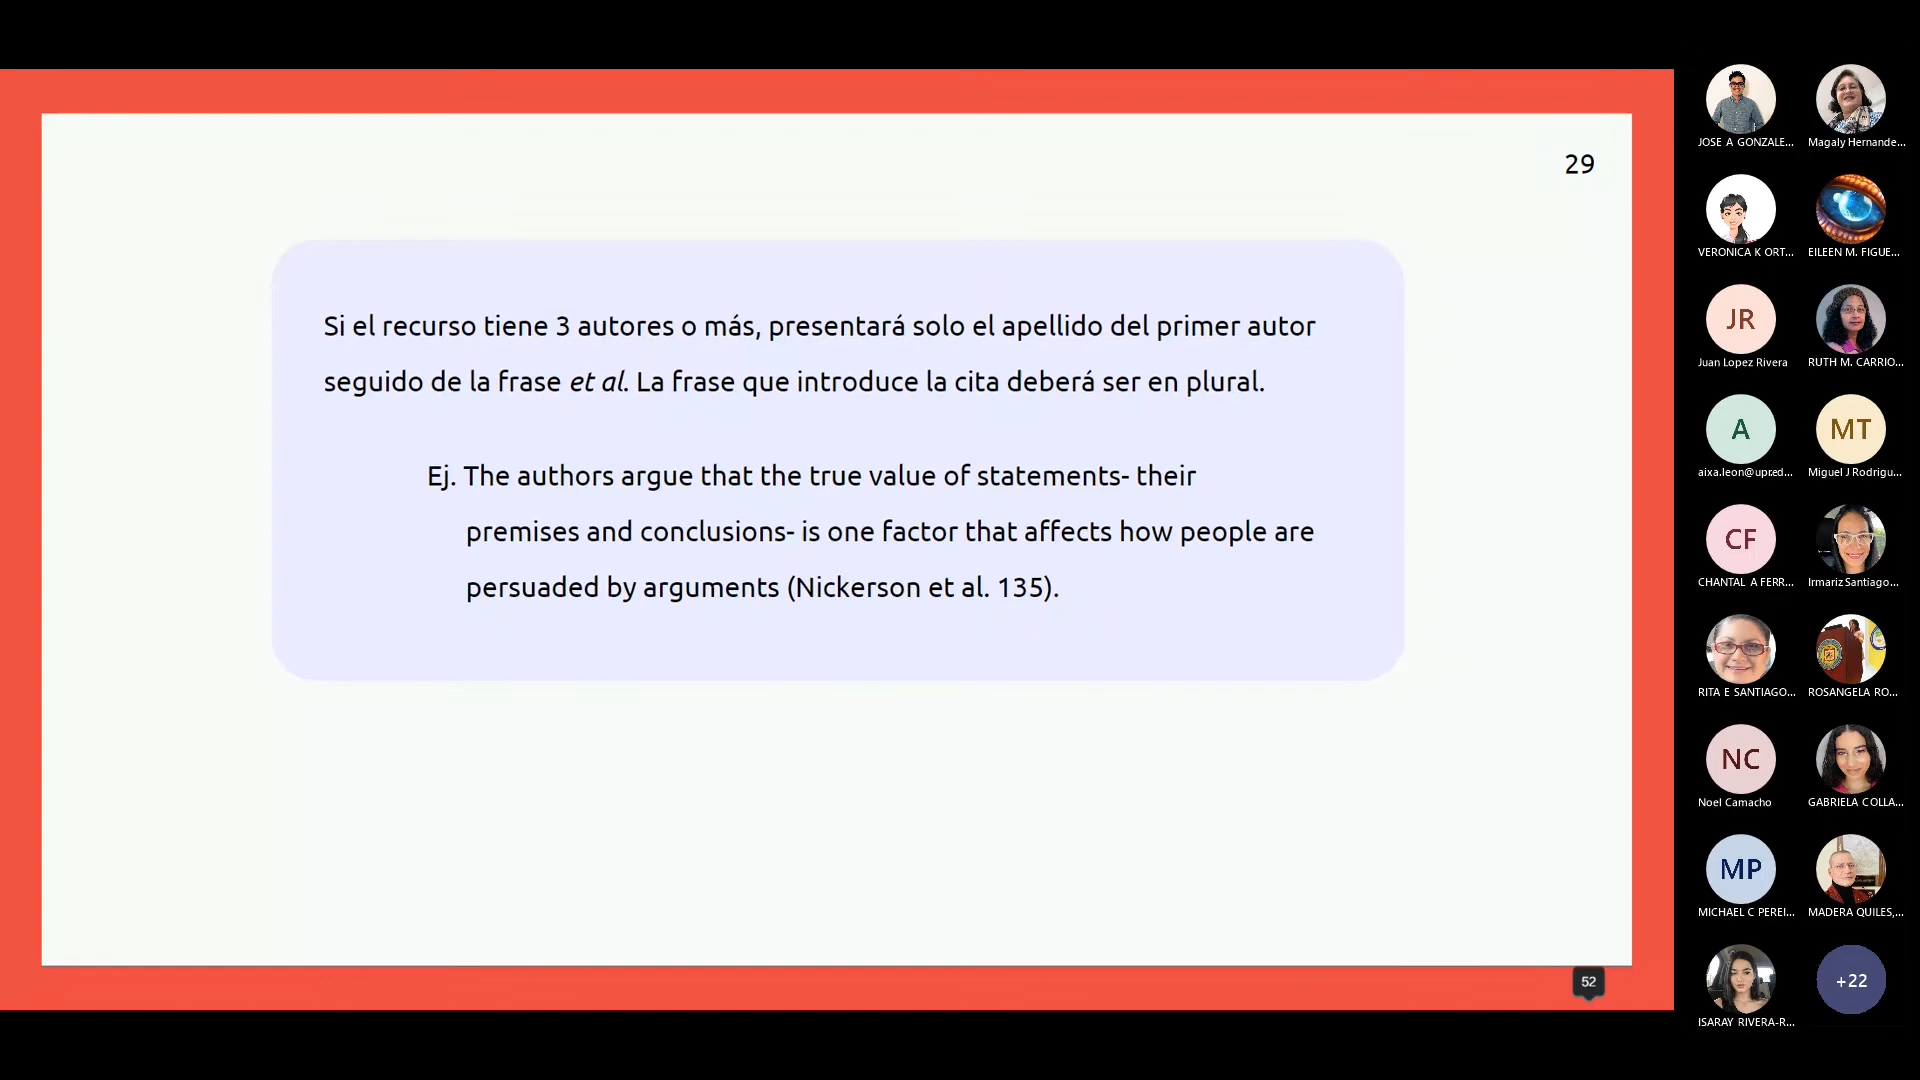 29
Si el recurso tiene 3 autores o más, presentará solo el apellido del primer autor
seguido de la frase et al. La frase que introduce la cita deberá ser en plural.
Ej. The authors argue that the true value of statements- their
premises and conclusions- is one factor that affects how people are
persuaded by arguments (Nickerson et al. 135).
52
JOSE A GONZALE...
Magaly Hernande...
VERONICA K ORT...
EILEEN M. FIGUE...
JR
Juan Lopez Rivera
RUTH M. CARRIO...
A
aixa.leon@upr.ed...
MT
Miguel J Rodrigu...
CF
CHANTAL A FERR...
Irmariz Santiago...
RITA E SANTIAGO...
ROSANGELA RO...
NC
Noel Camacho
GABRIELA COLLA...
MP
MICHAEL C PEREI...
MADERA QUILES,...
ISARAY RIVERA-R...
+22